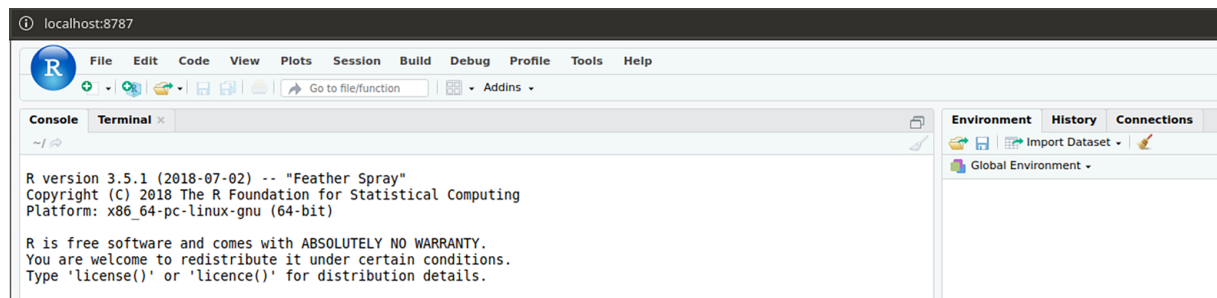 localhost:8787
R
File Edit Code View Plots Session Build Debug Profile Tools Help
R Go to file/function Addins
Console Terminal ×
~/
R version 3.5.1 (2018-07-02) -- "Feather Spray"
Copyright (C) 2018 The R Foundation for Statistical Computing
Platform: x86_64-pc-linux-gnu (64-bit)
R is free software and comes with ABSOLUTELY NO WARRANTY.
You are welcome to redistribute it under certain conditions.
Type 'license()' or 'licence()' for distribution details.
Environment History Connections
Import Dataset
Global Environment